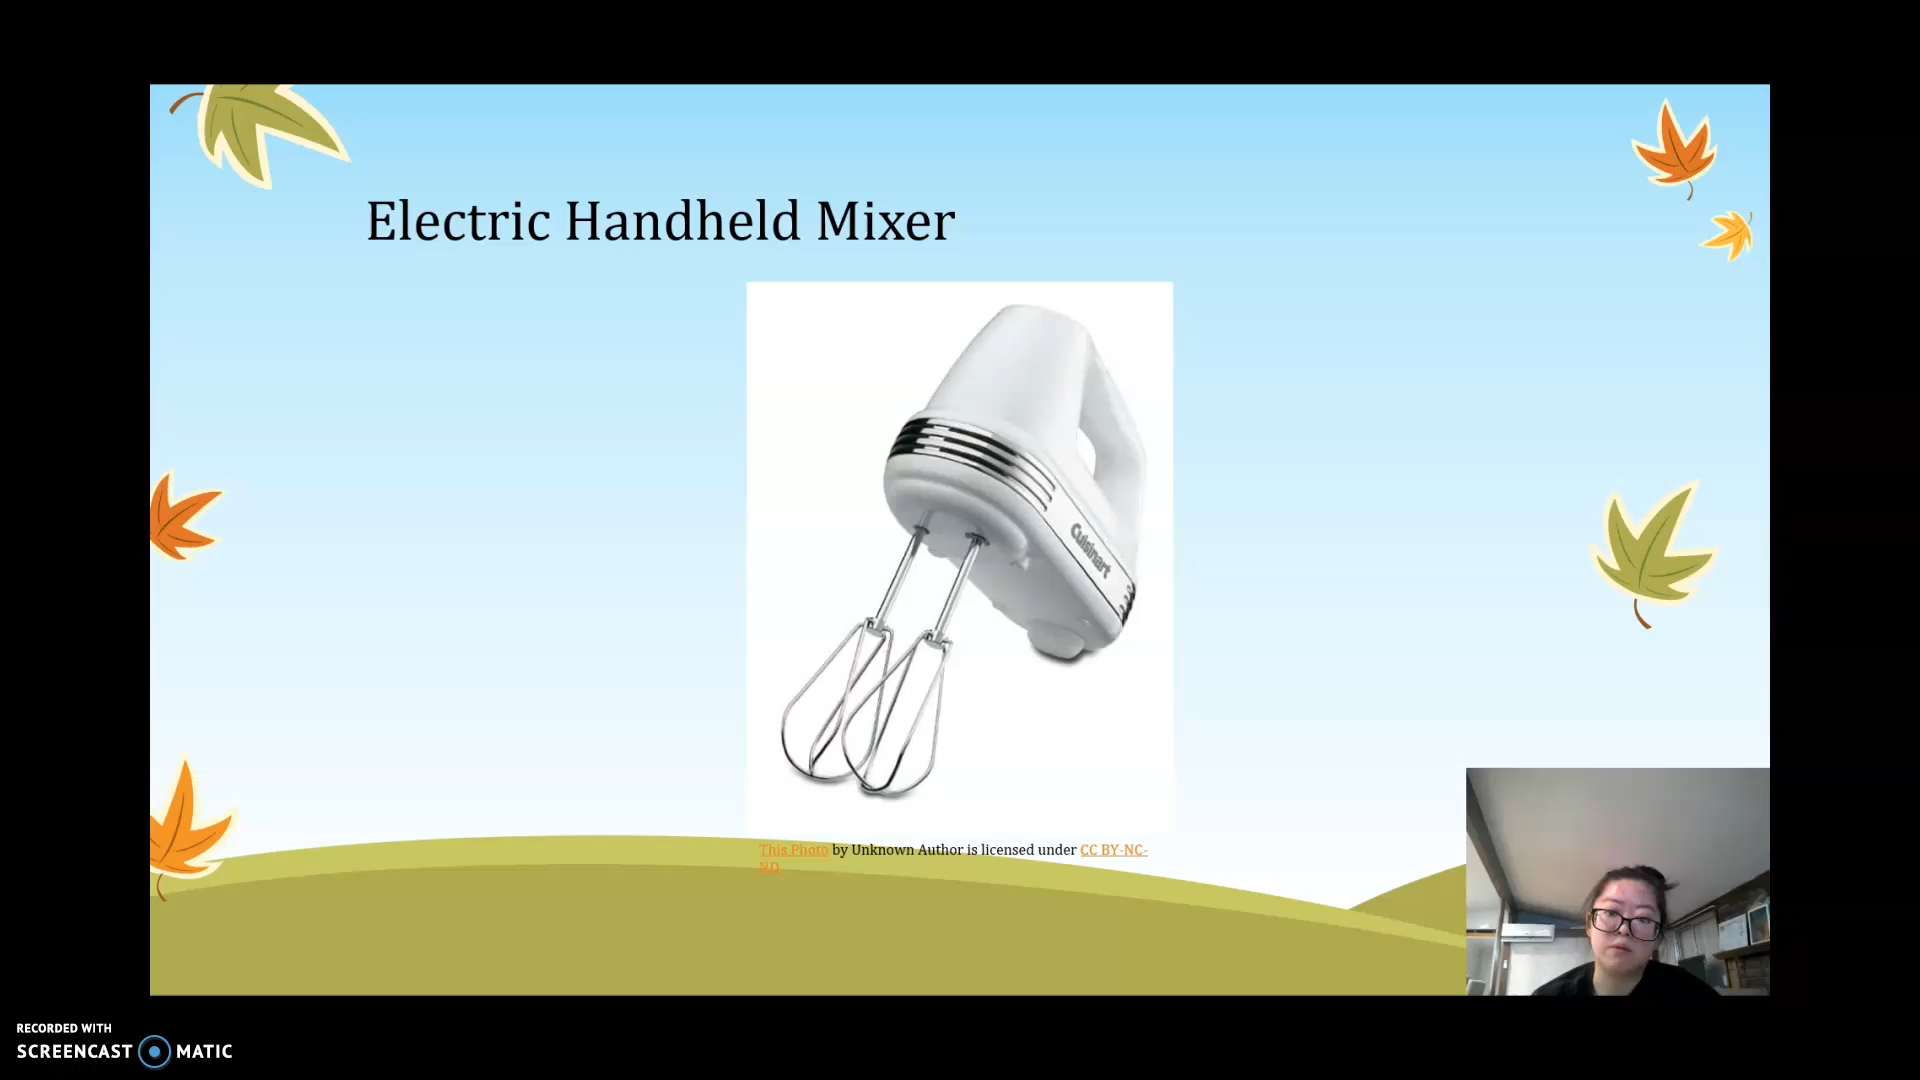 Electric Handheld Mixer
Cuisinart
This Photo by Unknown Author is licensed under CC BY-NC-
ND
RECORDED WITH
SCREENCAST MATIC